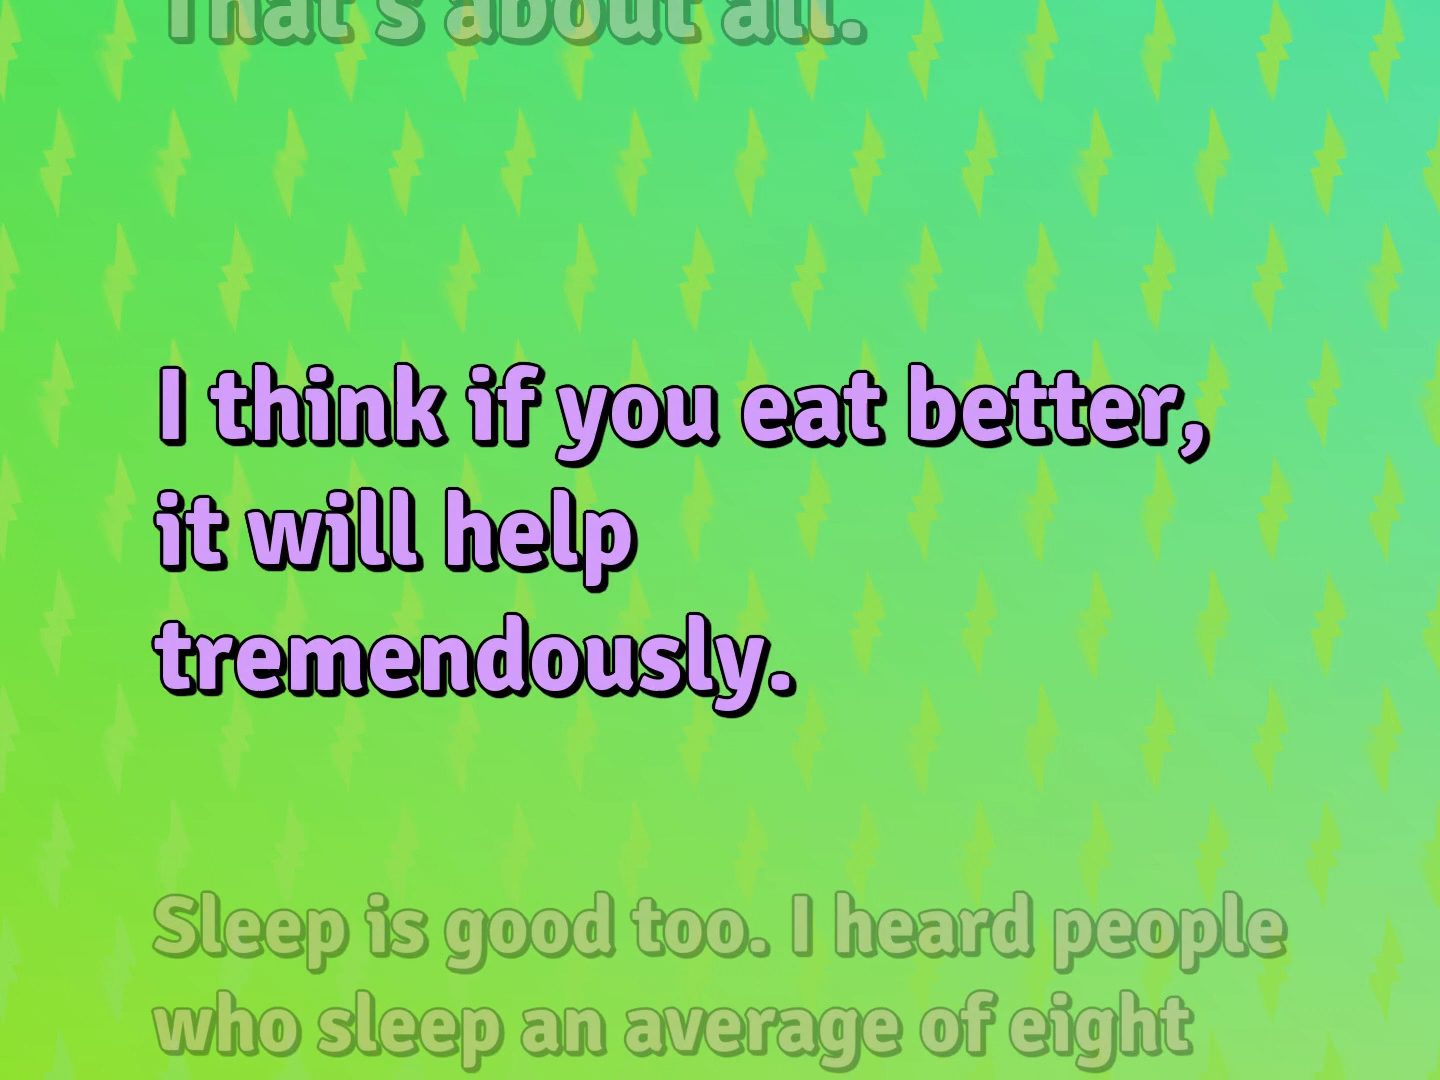 That's about all.
I think if you eat better,
it will help
tremendously.
Sleep is good too. I heard people
who sleep an average of eight